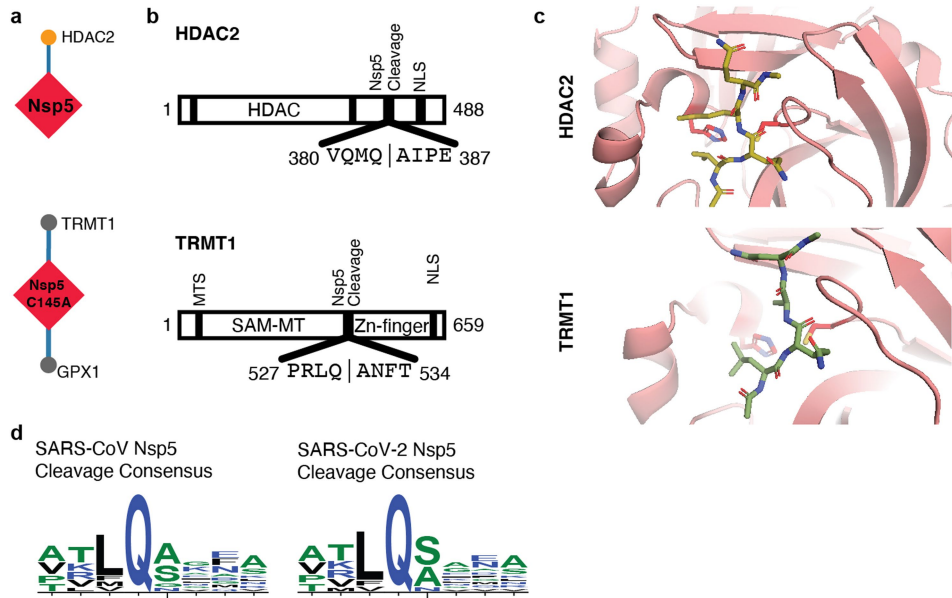 a
HDAC2
Nsp5
TRMT1
Nsp5
C145A
GPX1
b
HDAC2
Nsp5
Cleavage
NLS
1
HDAC
488
380 VQMQ|AIPE 387
TRMT1
MTS
Nsp5
Cleavage
NLS
1
SAM-MT
Zn-finger
659
527 PRLQ|ANFT 534
c
HDAC2
TRMT1
d
SARS-CoV Nsp5
Cleavage Consensus
SARS-CoV-2 Nsp5
Cleavage Consensus